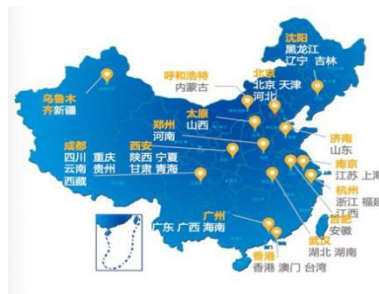 沈阳
黑龙江
辽宁 吉林
呼和浩特
内蒙古
北京
北京 天津
河北
乌鲁木
齐新疆
太原
山西
郑州
河南
济南
山东
成都
四川 重庆
云南 贵州
西藏
西安
陕西 宁夏
甘肃 青海
南京
江苏 上海
杭州
浙江 福建
江西
合肥
安徽
广州
广东 广西 海南
武汉
湖北 湖南
香港
香港 澳门 台湾